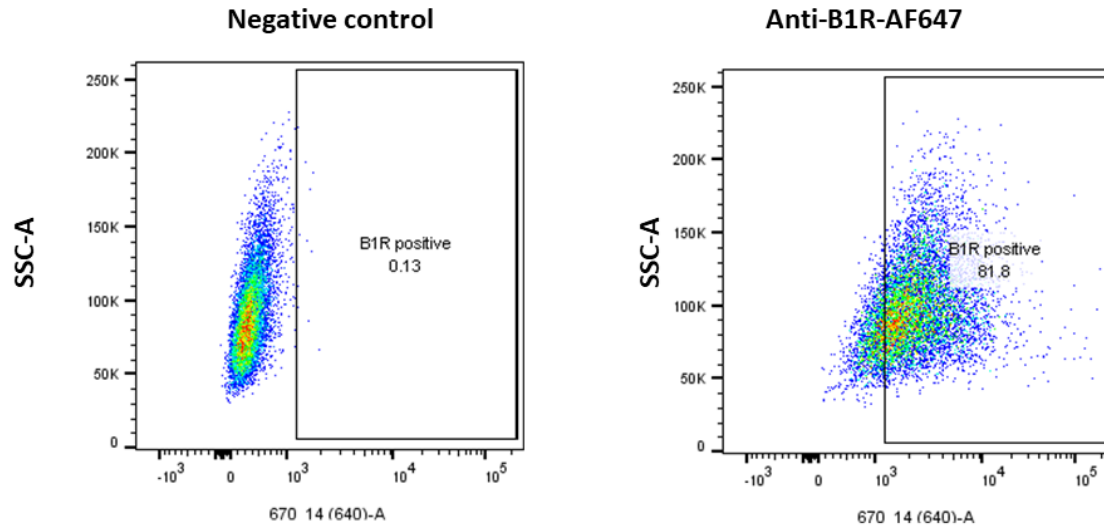 Negative control
Anti-B1R-AF647
SSC-A
250K
200K
150K
100K
50K
0
B1R positive
0.13
-10³
0
10³
10⁴
10⁵
670_14 (640)-A
SSC-A
250K
200K
150K
100K
50K
0
B1R positive
81.8
-10³
0
10³
10⁴
10⁵
670_14 (640)-A